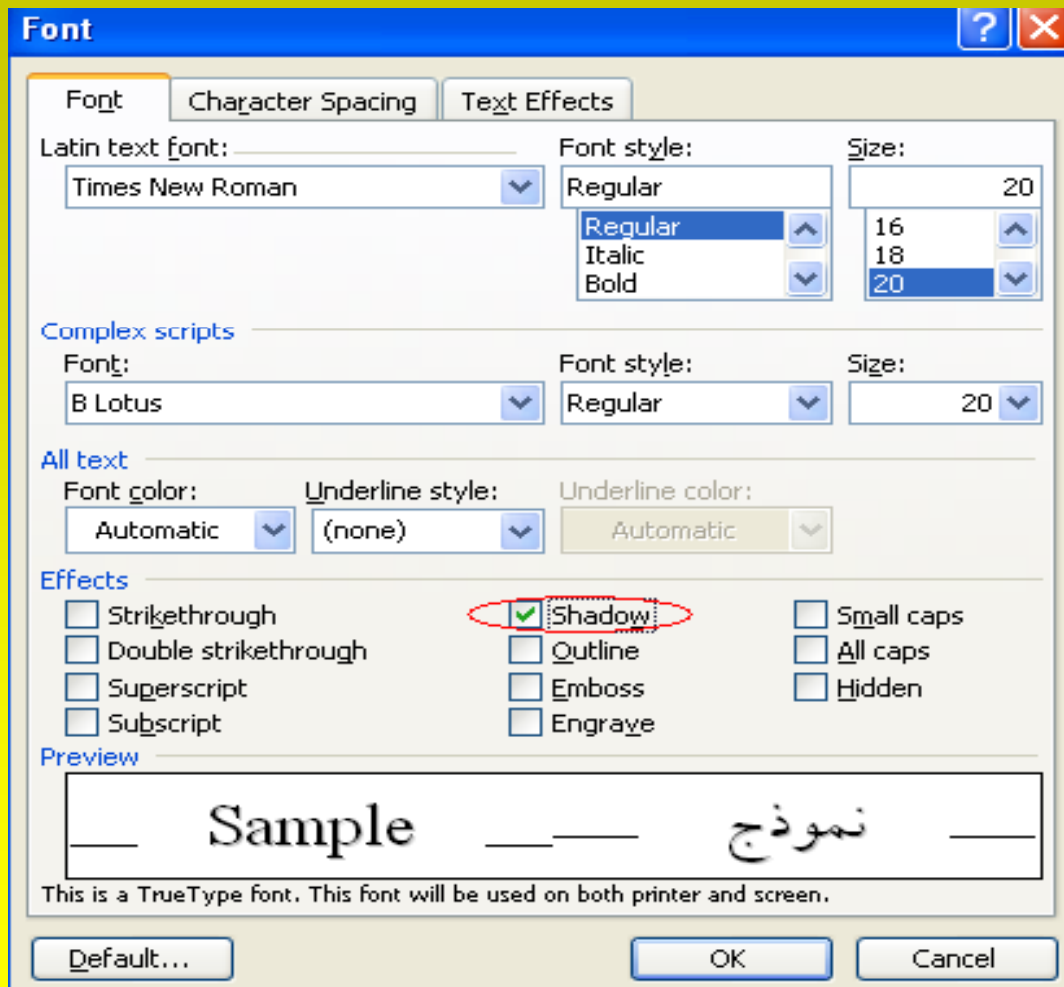 Font
Font Character Spacing Text Effects
Latin text font: Font style: Size:
Times New Roman Regular 20
Regular 16
Italic 18
Bold 20
Complex scripts
Font: Font style: Size:
B Lotus Regular 20
All text
Font color: Underline style: Underline color:
Automatic (none) Automatic
Effects
Strikethrough Shadow Small caps
Double strikethrough Outline All caps
Superscript Emboss Hidden
Subscript Engrave
Preview
Sample نموذج
This is a TrueType font. This font will be used on both printer and screen.
Default... OK Cancel